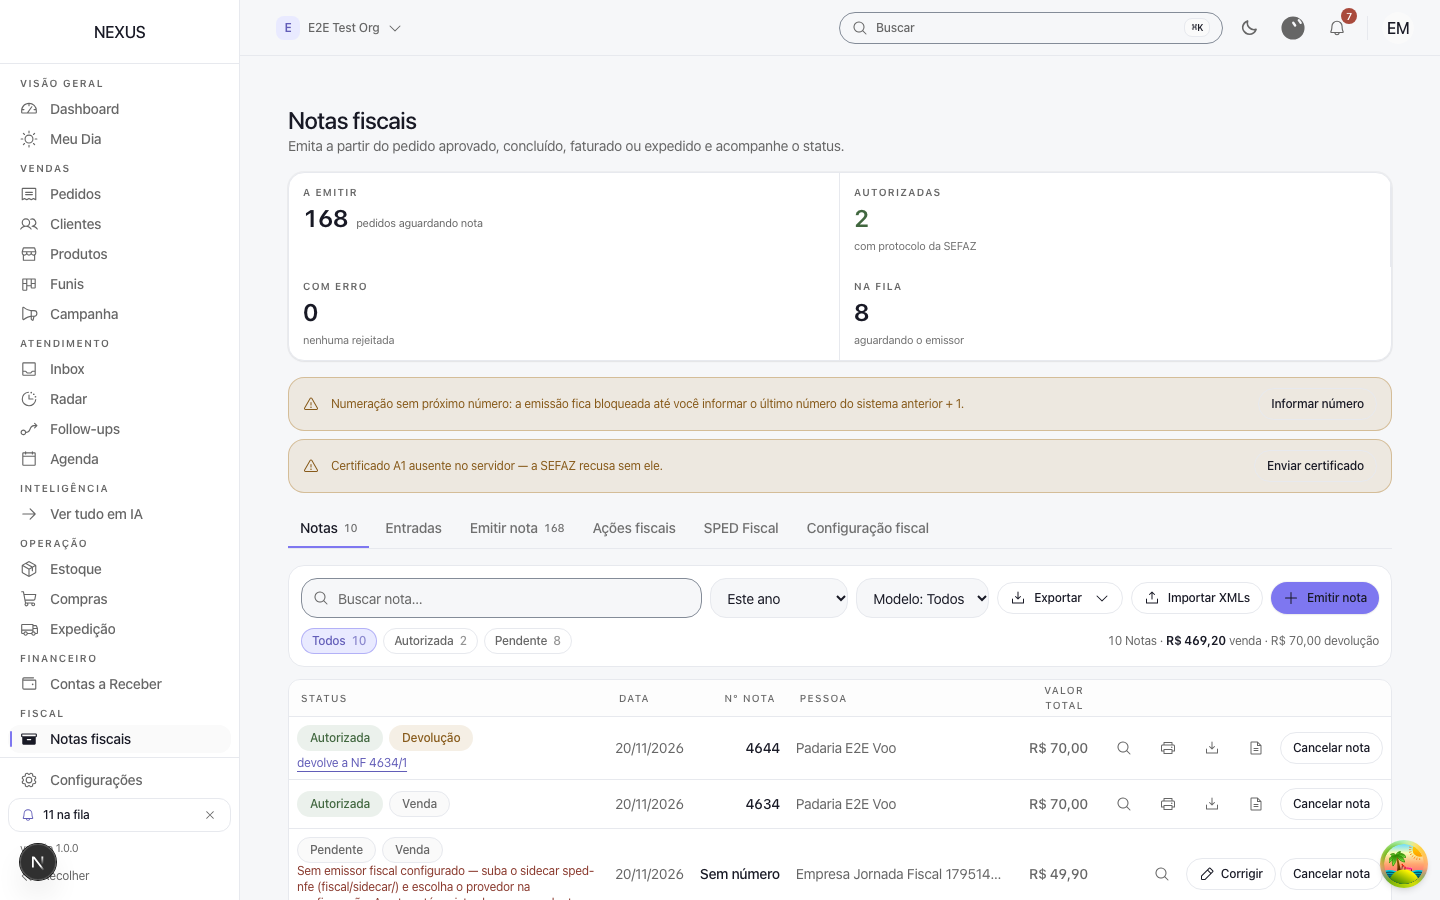 NEXUS
E
E2E Test Org
Buscar
⌘K
7
EM
VISÃO GERAL
Dashboard
Meu Dia
VENDAS
Pedidos
Clientes
Produtos
Funis
Campanha
ATENDIMENTO
Inbox
Radar
Follow-ups
Agenda
INTELIGÊNCIA
Ver tudo em IA
OPERAÇÃO
Estoque
Compras
Expedição
FINANCEIRO
Contas a Receber
FISCAL
Notas fiscais
Configurações
11 na fila
1.0.0
N
Notas fiscais
Emita a partir do pedido aprovado, concluído, faturado ou expedido e acompanhe o status.
A EMITIR
168 pedidos aguardando nota
AUTORIZADAS
2
com protocolo da SEFAZ
COM ERRO
0
nenhuma rejeitada
NA FILA
8
aguardando o emissor
Numeração sem próximo número: a emissão fica bloqueada até você informar o último número do sistema anterior + 1.
Informar número
Certificado A1 ausente no servidor — a SEFAZ recusa sem ele.
Enviar certificado
Notas 10 Entradas Emitir nota 168 Ações fiscais SPED Fiscal Configuração fiscal
Buscar nota...
Este ano
Modelo: Todos
Exportar
Importar XMLs
Emitir nota
Todos 10 Autorizada 2 Pendente 8
10 Notas · R$ 469,20 venda · R$ 70,00 devolução
STATUS DATA Nº NOTA PESSOA VALOR TOTAL
Autorizada Devolução
devolve a NF 4634/1
20/11/2026 4644 Padaria E2E Voo R$ 70,00 Cancelar nota
Autorizada Venda 20/11/2026 4634 Padaria E2E Voo R$ 70,00 Cancelar nota
Pendente Venda
Sem emissor fiscal configurado — suba o sidecar sped-
nfe (fiscal/sidecar/) e escolha o provedor na
20/11/2026 Sem número Empresa Jornada Fiscal 179514... R$ 49,90 Corrigir Cancelar nota